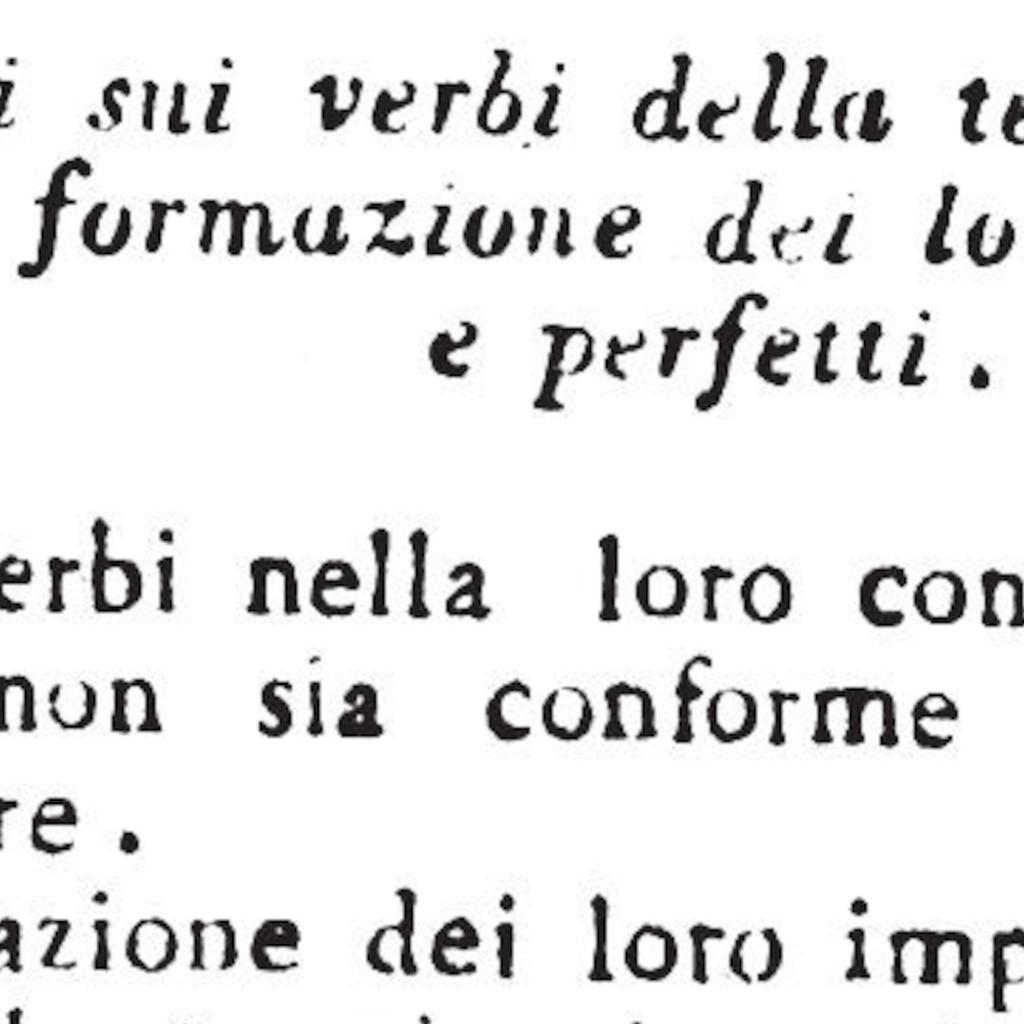 i sui verbi della te
formazione dei lo
e perfetti .
erbi nella loro con
non sia conforme
re .
azione dei loro imp